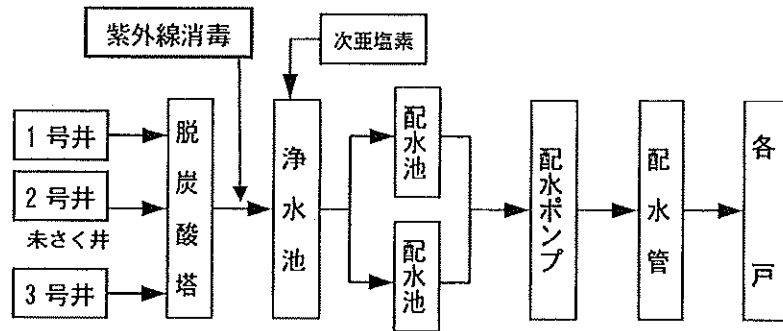 紫外線消毒
次亜塩素
1号井
2号井
未さく井
3号井
脱炭酸塔
浄水池
配水池
配水池
配水ポンプ
配水管
各戸